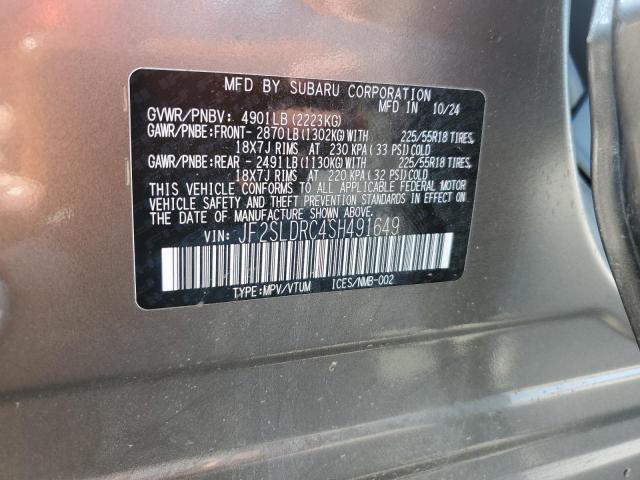 MFD BY SUBARU CORPORATION
MFD IN 10/24
GVWR/PNBV: 4901LB(2223KG)
GAWR/PNBE:FRONT- 2870LB(1302KG)WITH 225/55R18 TIRES,
18X7J RIMS AT 230 KPA( 33 PSI)COLD
GAWR/PNBE:REAR - 2491LB(1130KG)WITH 225/55R18 TIRES,
18X7J RIMS AT 220 KPA( 32 PSI)COLD
THIS VEHICLE CONFORMS TO ALL APPLICABLE FEDERAL MOTOR
VEHICLE SAFETY AND THEFT PREVENTION STANDARDS IN EFFECT ON
THE DATE OF MANUFACTURE SHOWN ABOVE.
VIN: JF2SLDRC4SH491649
TYPE:MPV/VTUM ICES/NMB-002